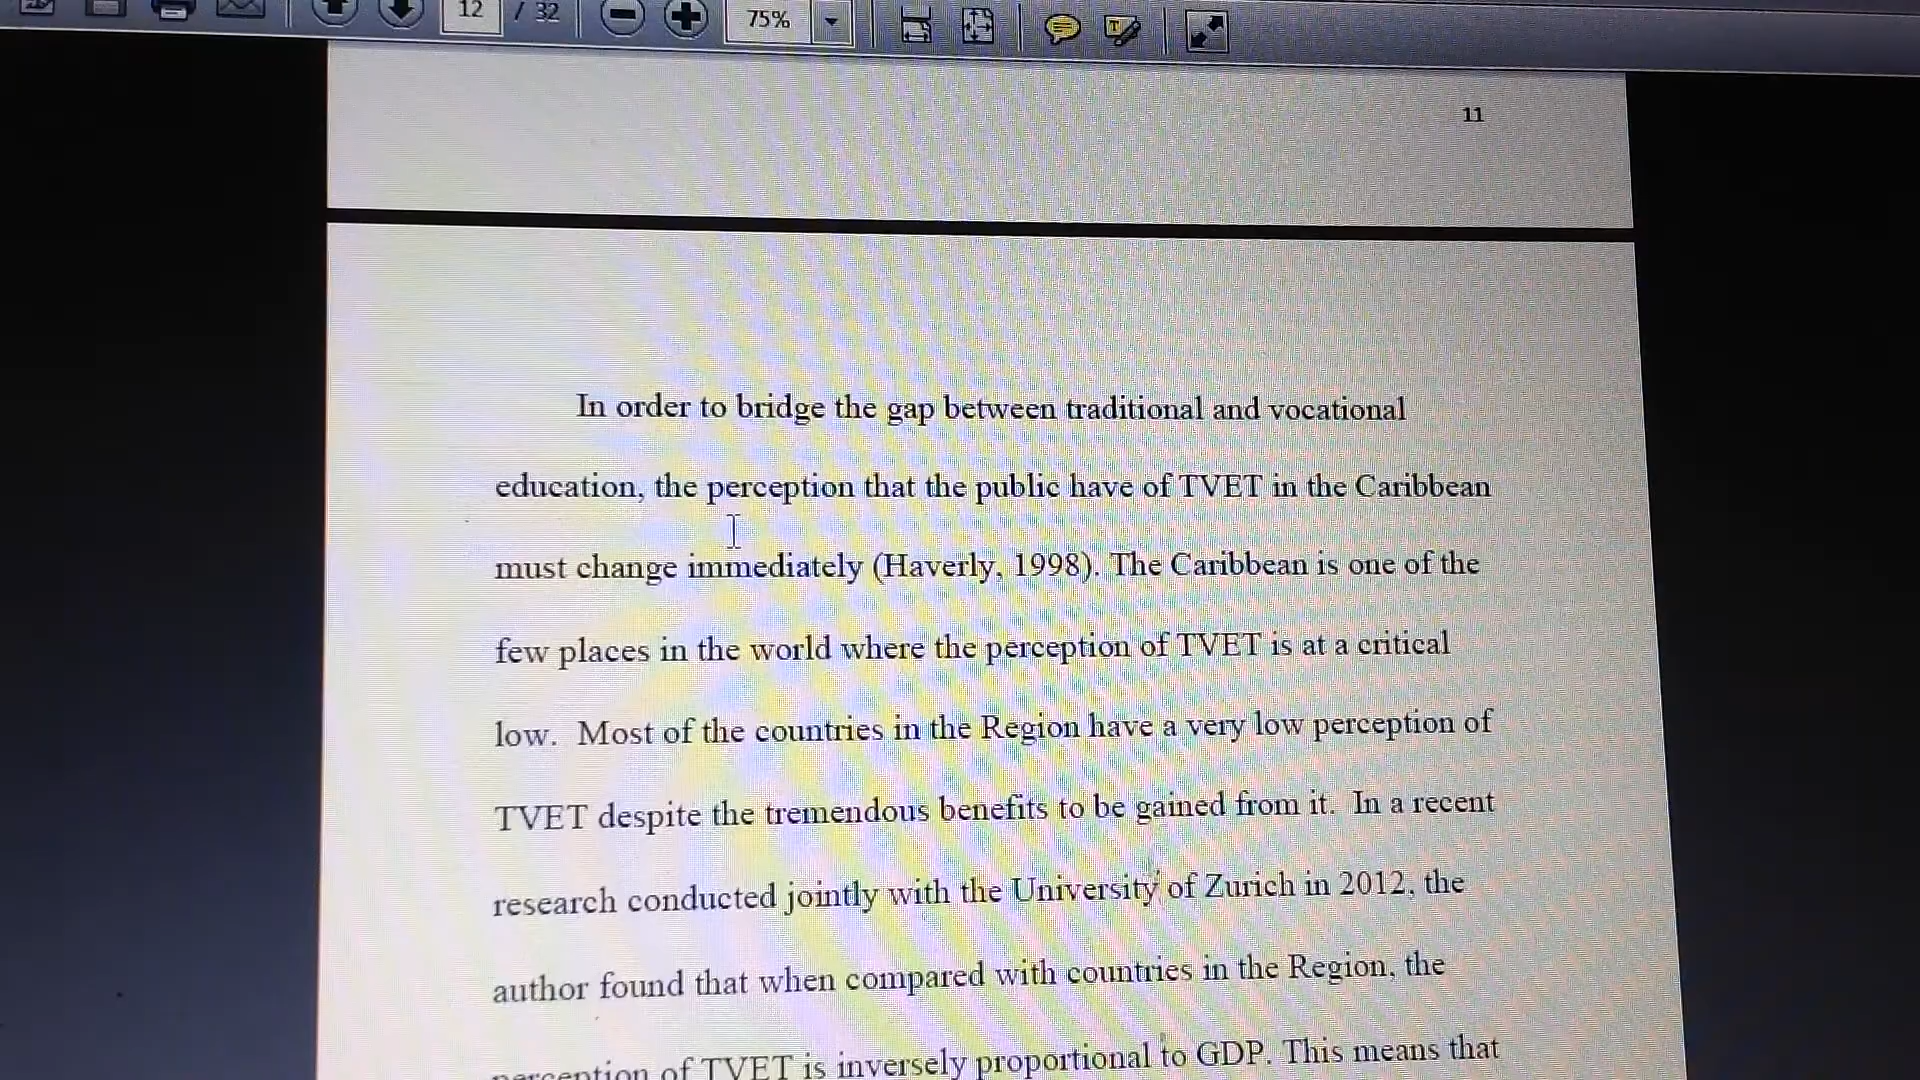 12 / 32
75%
11
In order to bridge the gap between traditional and vocational
education, the perception that the public have of TVET in the Caribbean
must change immediately (Haverly, 1998). The Caribbean is one of the
few places in the world where the perception of TVET is at a critical
low. Most of the countries in the Region have a very low perception of
TVET despite the tremendous benefits to be gained from it. In a recent
research conducted jointly with the University of Zurich in 2012, the
author found that when compared with countries in the Region, the
perception of TVET is inversely proportional to GDP. This means that